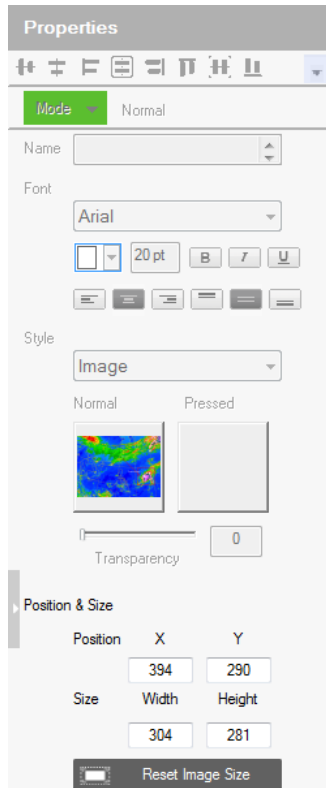 Properties
Mode Normal
Name
Font
Arial
20 pt B I U
Style
Image
Normal Pressed
0
Transparency
Position & Size
Position X Y
394 290
Size Width Height
304 281
Reset Image Size